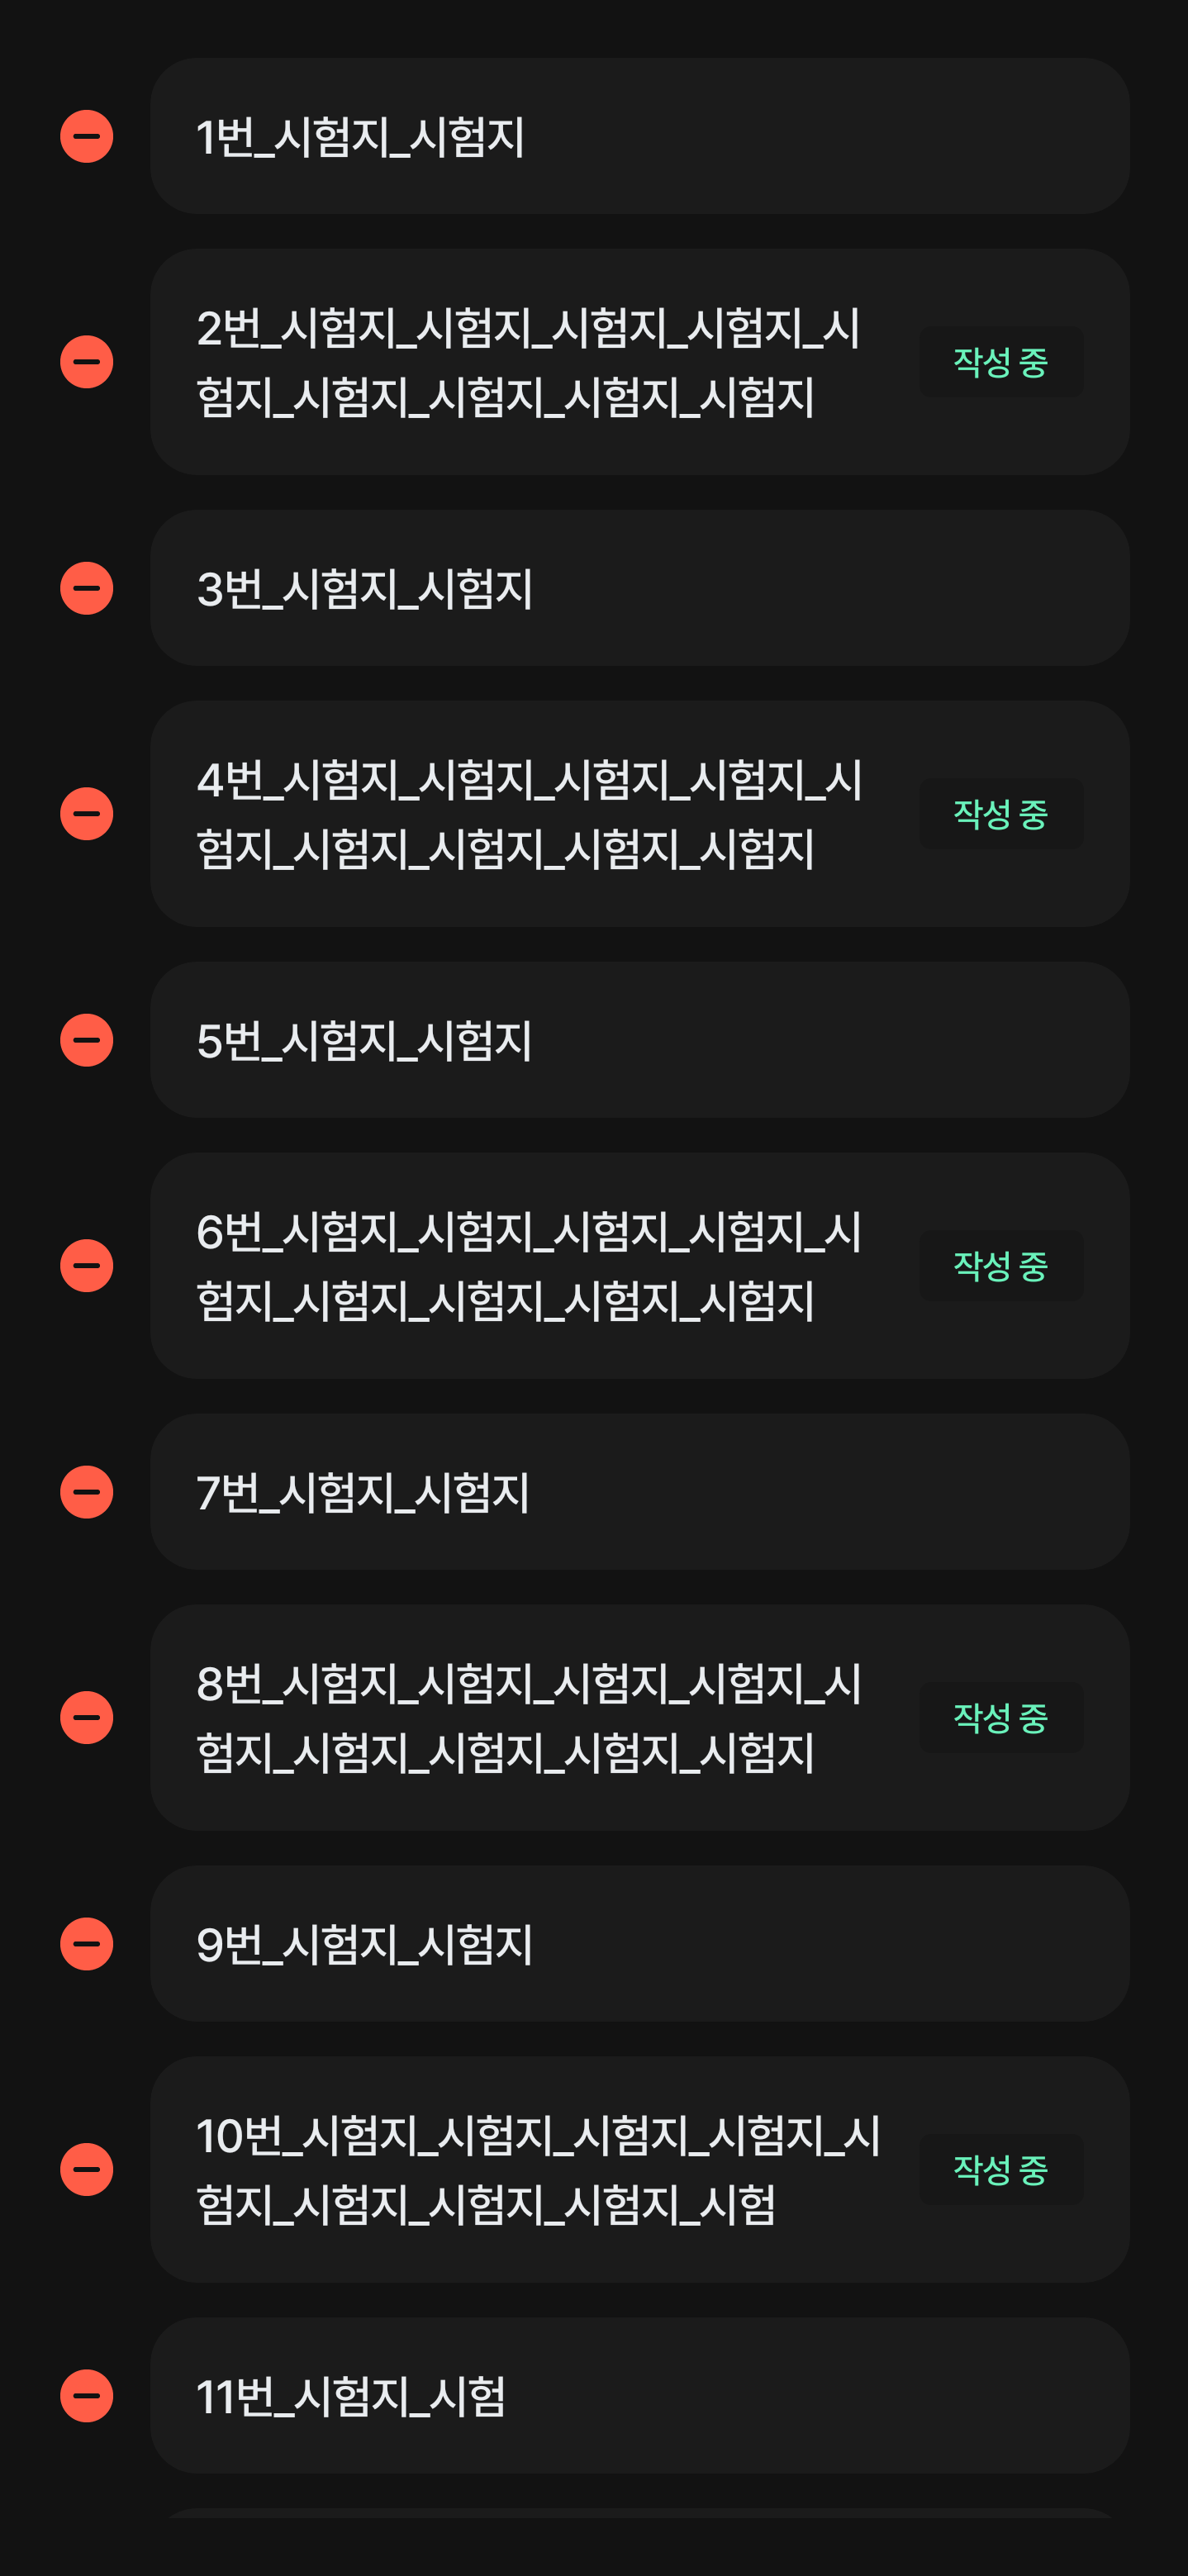 1번_시험지_시험지
2번_시험지_시험지_시험지_시험지_시
험지_시험지_시험지_시험지_시험지
작성 중
3번_시험지_시험지
4번_시험지_시험지_시험지_시험지_시
험지_시험지_시험지_시험지_시험지
작성 중
5번_시험지_시험지
6번_시험지_시험지_시험지_시험지_시
험지_시험지_시험지_시험지_시험지
작성 중
7번_시험지_시험지
8번_시험지_시험지_시험지_시험지_시
험지_시험지_시험지_시험지_시험지
작성 중
9번_시험지_시험지
10번_시험지_시험지_시험지_시험지_시
험지_시험지_시험지_시험지_시험
작성 중
11번_시험지_시험